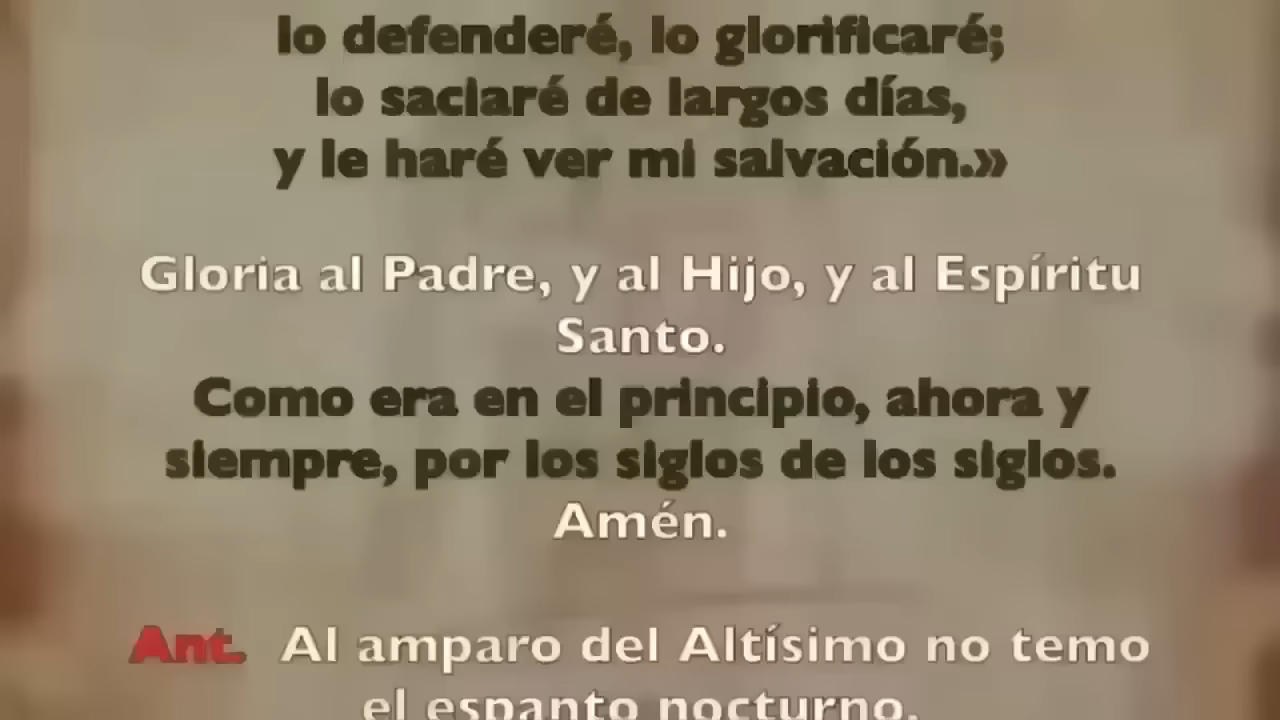 lo defenderé, lo glorificaré;
lo saciaré de largos días,
y le haré ver mi salvación.»
Gloria al Padre, y al Hijo, y al Espíritu
Santo.
Como era en el principio, ahora y
siempre, por los siglos de los siglos.
Amén.
Ant. Al amparo del Altísimo no temo
el espanto nocturno.